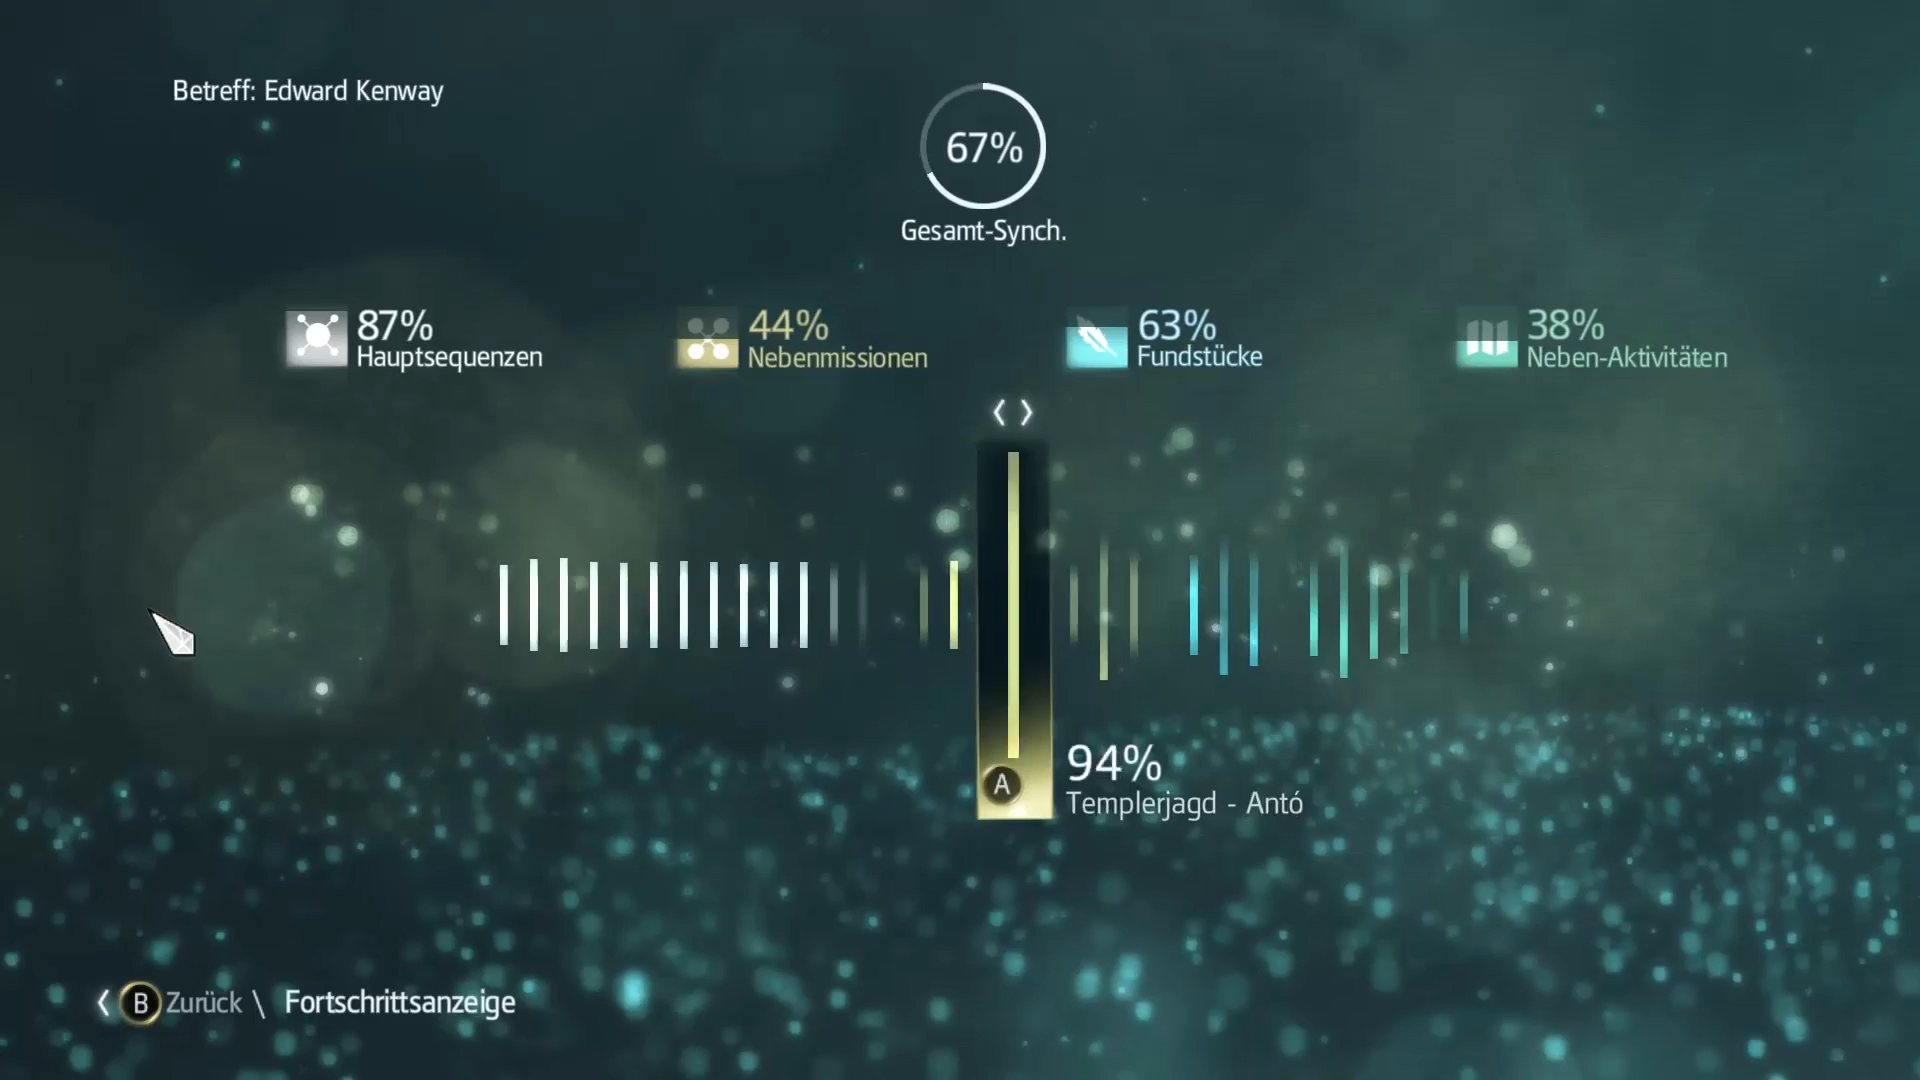 Betreff: Edward Kenway
67%
Gesamt-Synch.
87%
Hauptsequenzen
44%
Nebenmissionen
63%
Fundstücke
38%
Neben-Aktivitäten
94%
A
Templerjagd - Antó
B Zurück \ Fortschrittsanzeige